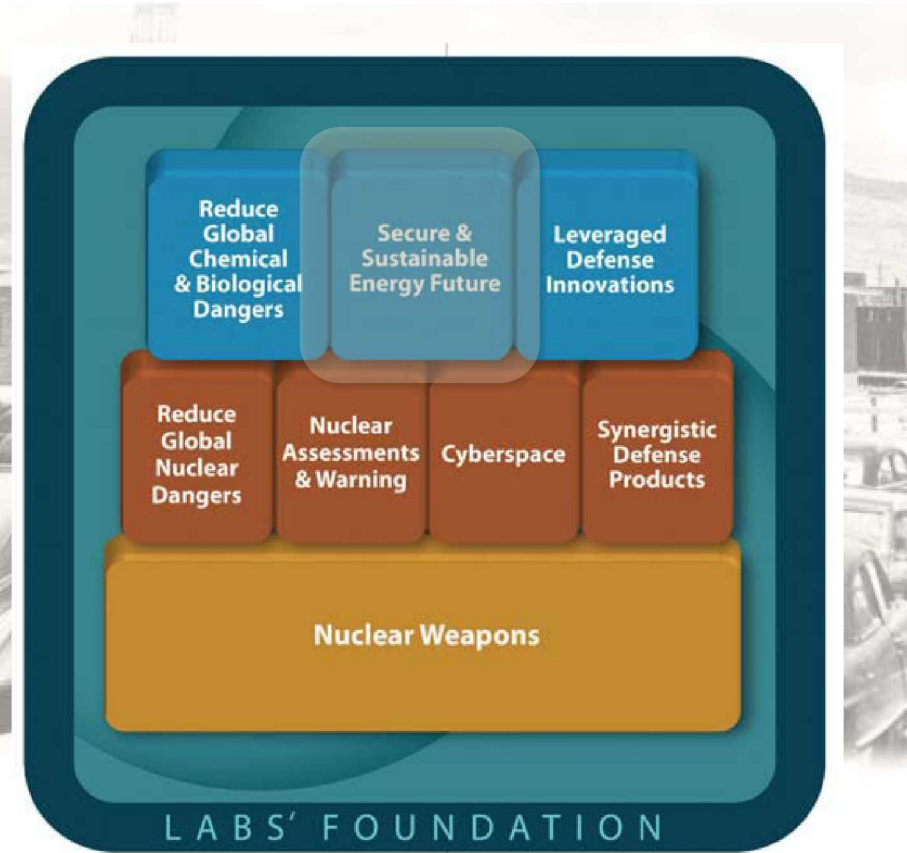 Reduce
Global
Chemical
& Biological
Dangers
Secure &
Sustainable
Energy Future
Leveraged
Defense
Innovations
Reduce
Global
Nuclear
Dangers
Nuclear
Assessments
& Warning
Cyberspace
Synergistic
Defense
Products
Nuclear Weapons
LABS' FOUNDATION